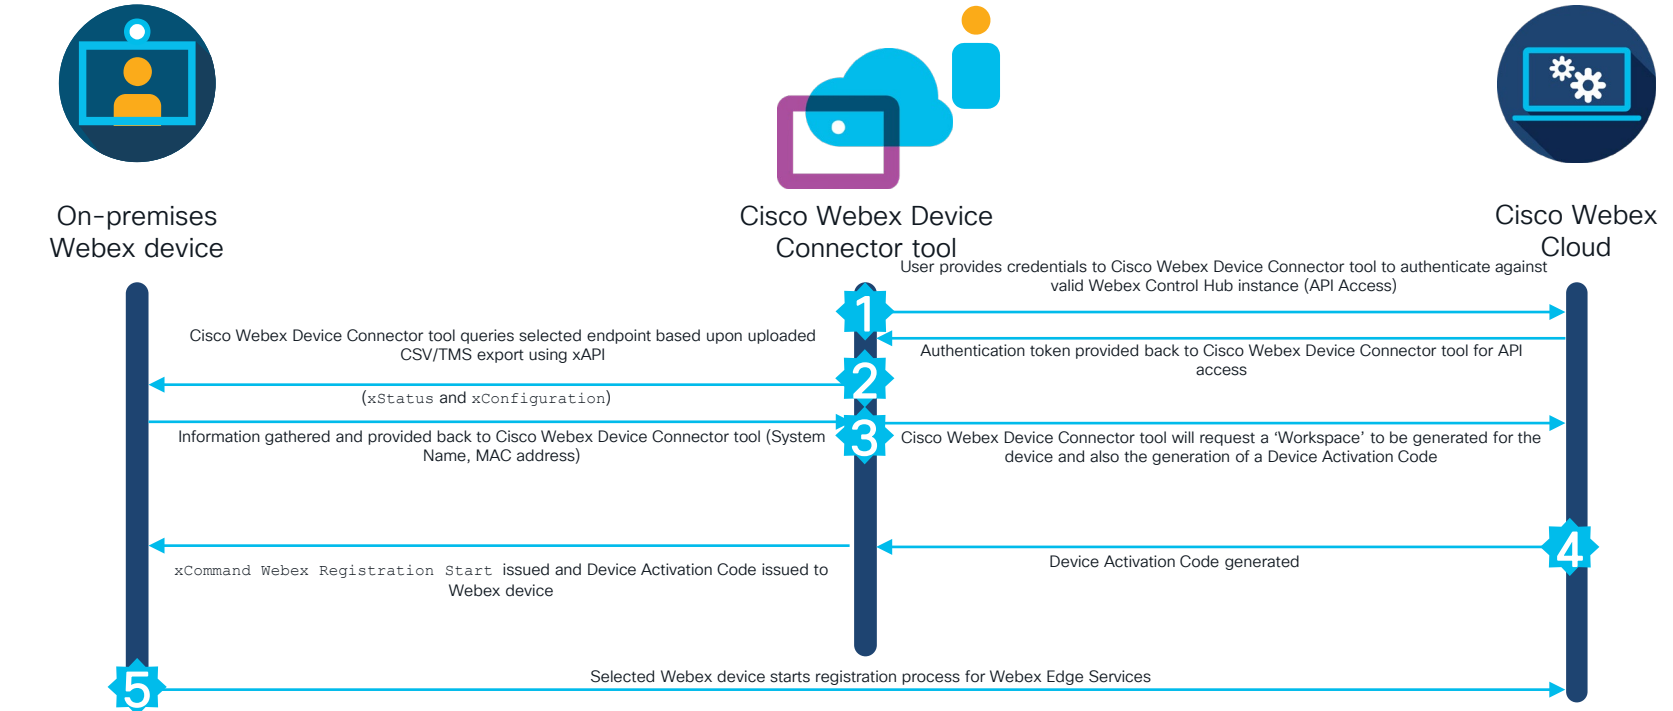 On-premises
Webex device
Cisco Webex Device
Connector tool
Cisco Webex
Cloud
User provides credentials to Cisco Webex Device Connector tool to authenticate against
valid Webex Control Hub instance (API Access)
1
Cisco Webex Device Connector tool queries selected endpoint based upon uploaded
CSV/TMS export using xAPI
Authentication token provided back to Cisco Webex Device Connector tool for API
access
2
(xStatus and xConfiguration)
3
Information gathered and provided back to Cisco Webex Device Connector tool (System
Name, MAC address)
Cisco Webex Device Connector tool will request a ‘Workspace’ to be generated for the
device and also the generation of a Device Activation Code
4
Device Activation Code generated
xCommand Webex Registration Start issued and Device Activation Code issued to
Webex device
5
Selected Webex device starts registration process for Webex Edge Services